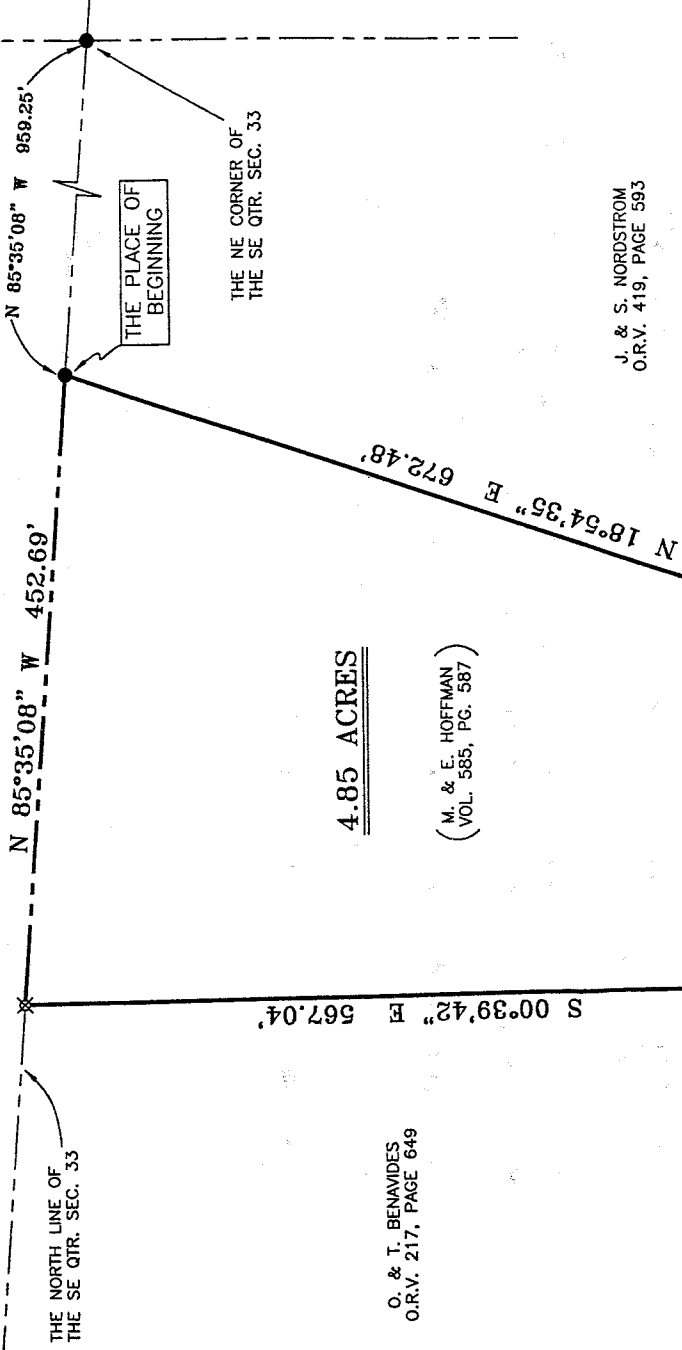 THE NORTH LINE OF
THE SE QTR. SEC. 33
N 85°35'08" W 452.69'
N 85°35'08" W 959.25'
THE PLACE OF
BEGINNING
THE NE CORNER OF
THE SE QTR. SEC. 33
O. & T. BENAVIDES
O.R.V. 217, PAGE 649
S 00°39'42" E 567.04'
4.85 ACRES
(M. & E. HOFFMAN
VOL. 585, PG. 587)
N 18°54'35" E 672.48'
J. & S. NORDSTROM
O.R.V. 419, PAGE 593